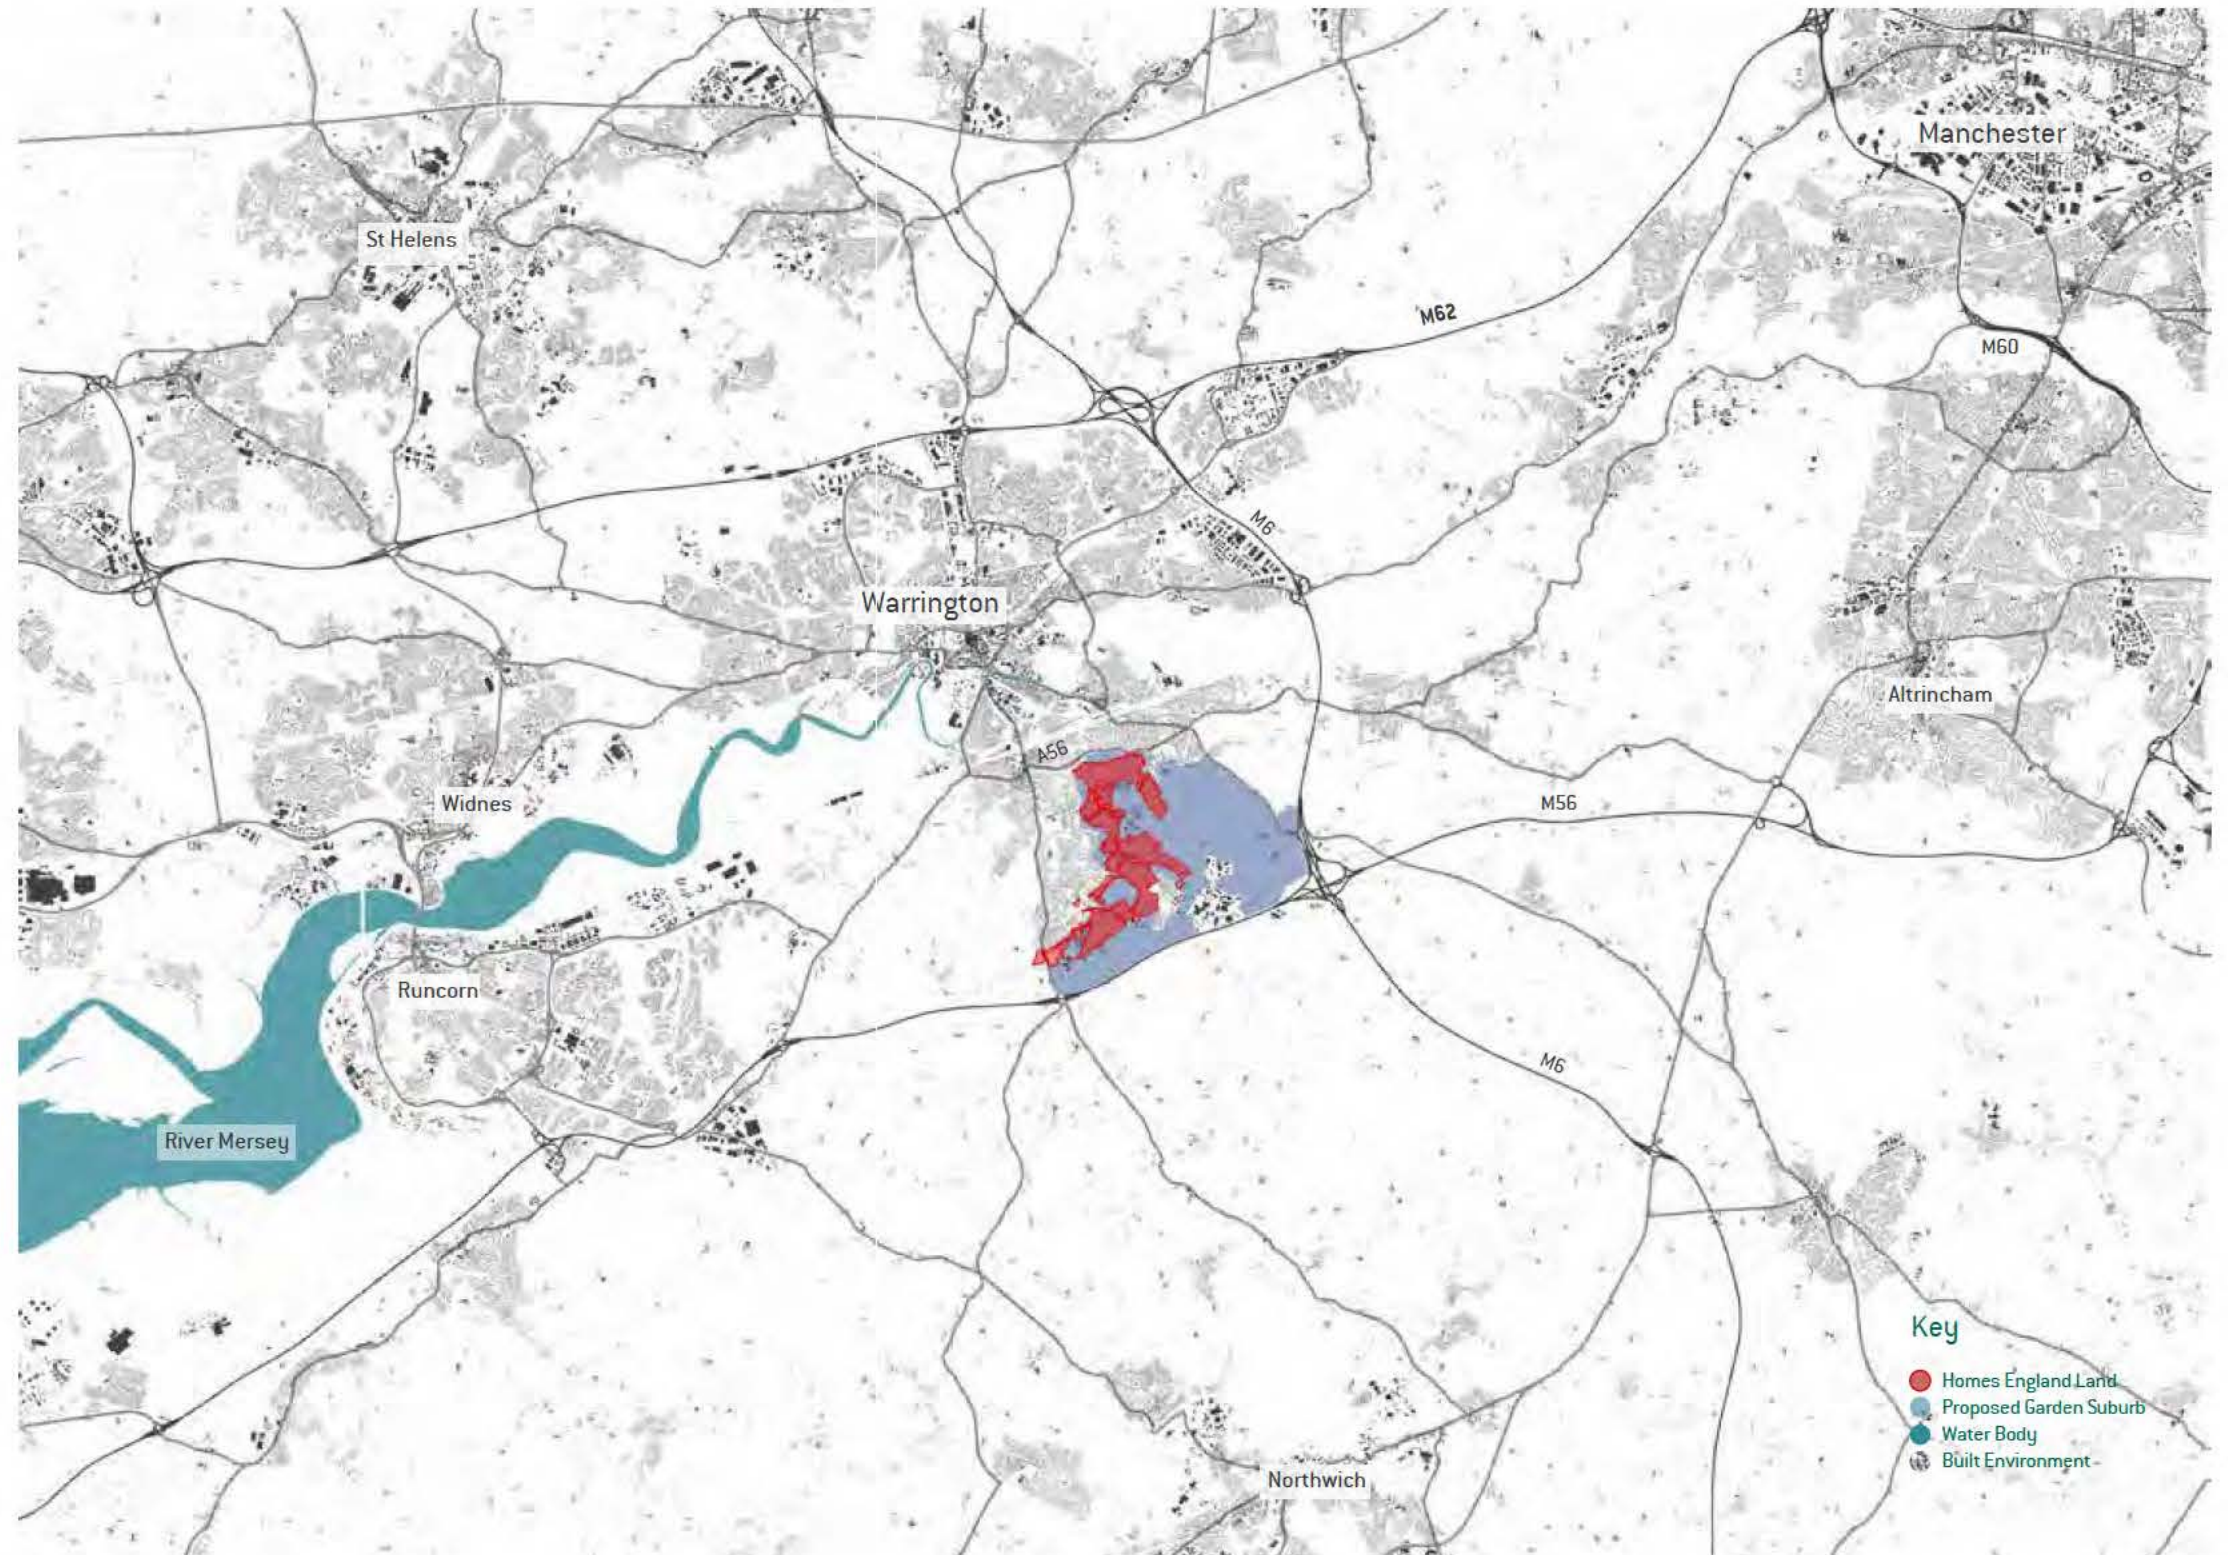 Manchester
St Helens
M62
M60
M6
Warrington
Altrincham
A56
Widnes
M56
Runcorn
M6
River Mersey
Key
Homes England Land
Proposed Garden Suburb
Water Body
Built Environment
Northwich